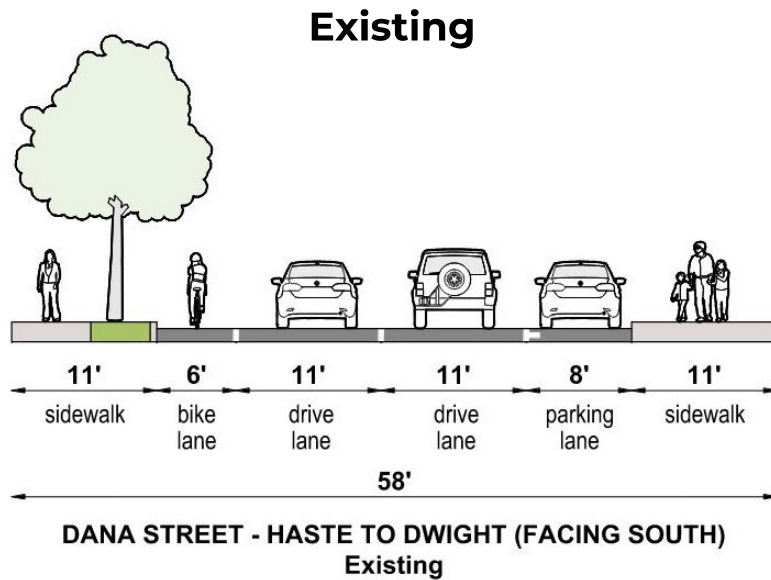 Existing
11' 6' 11' 11' 8' 11'
sidewalk bike lane drive lane drive lane parking lane sidewalk
58'
DANA STREET - HASTE TO DWIGHT (FACING SOUTH)
Existing